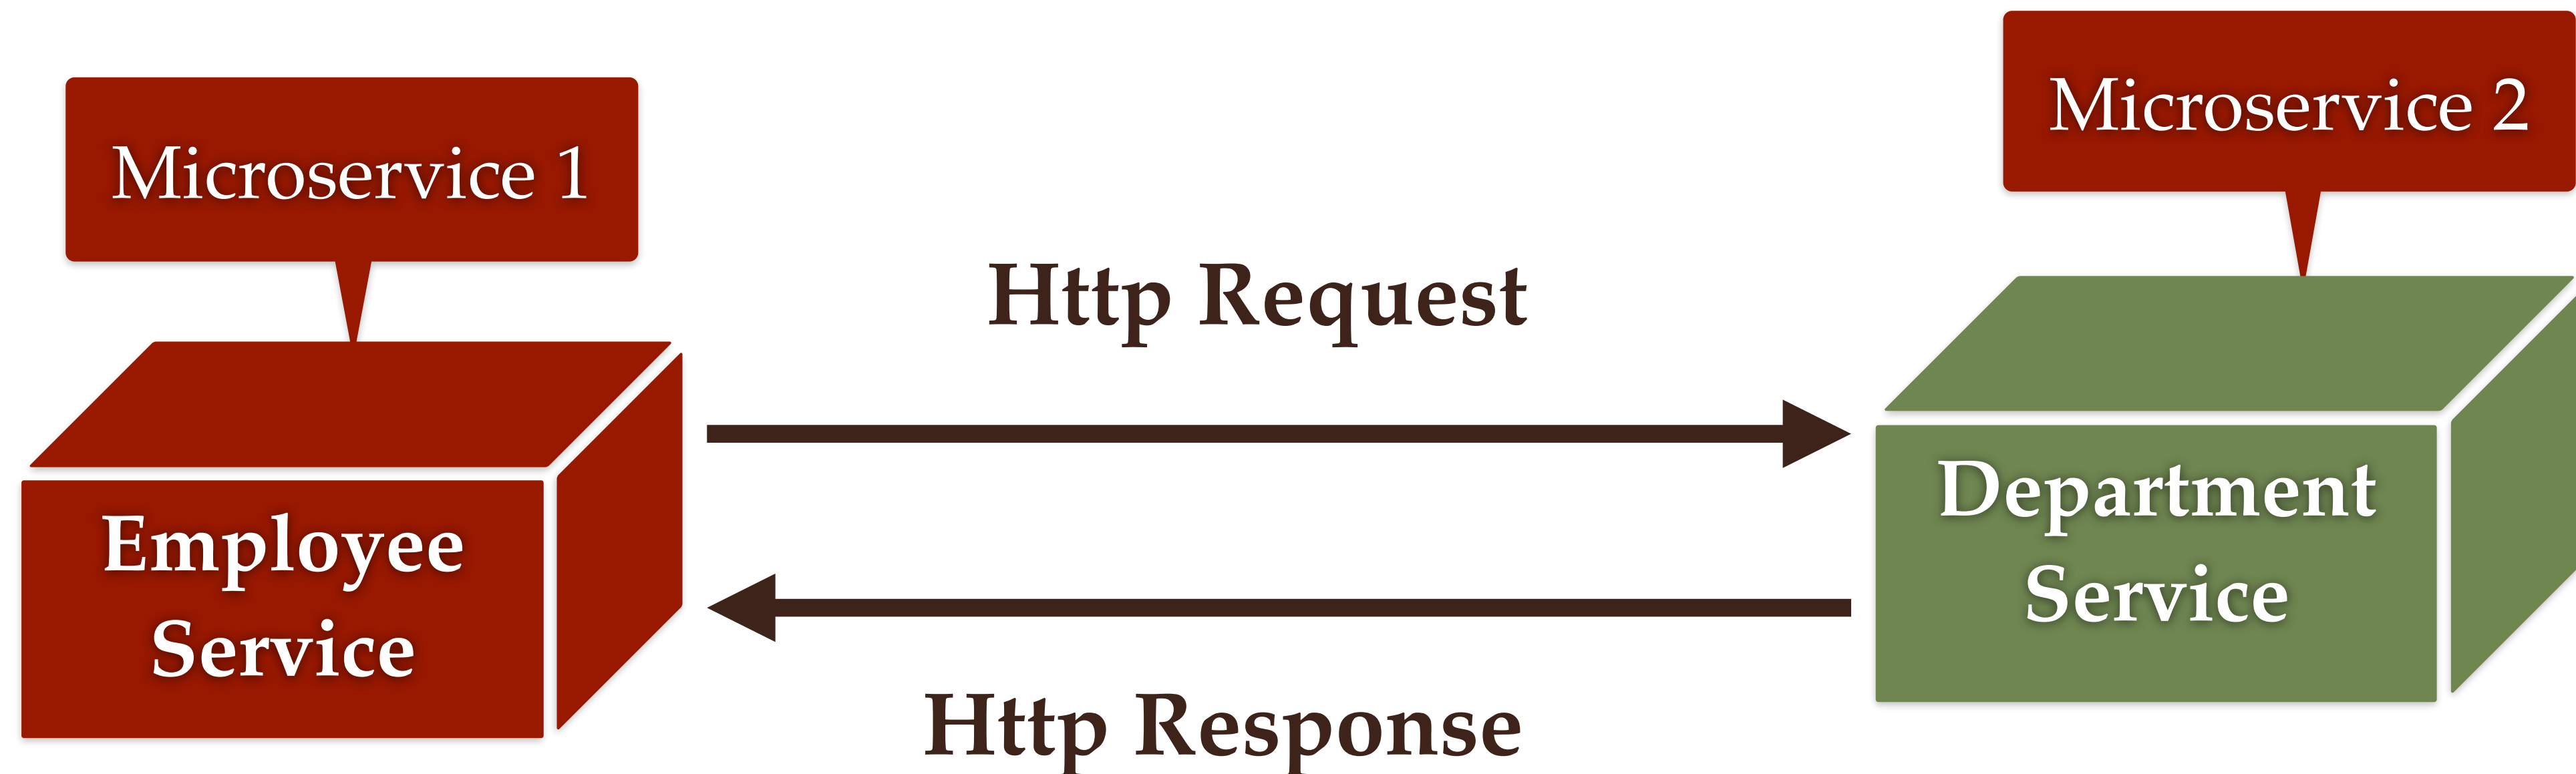 Microservice 1
Microservice 2
Http Request
Employee
Service
Department
Service
Http Response